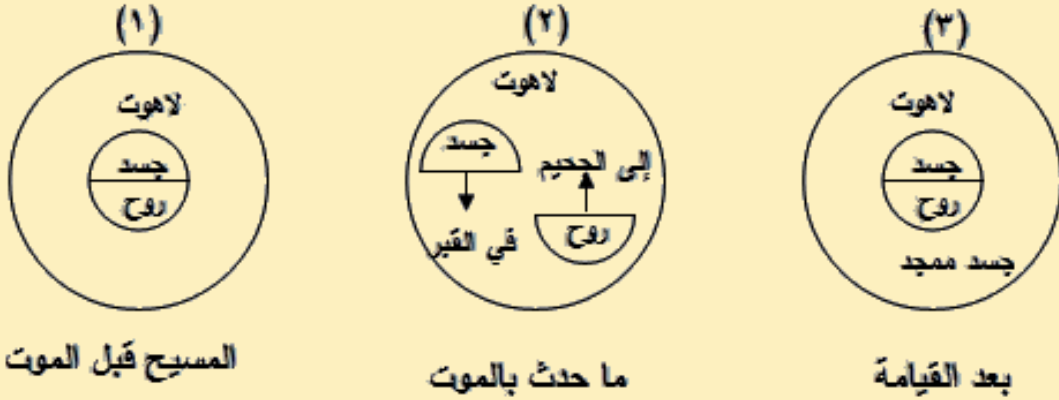 (١)
لاهوت
جسد
روح
المسيح قبل الموت
(٢)
لاهوت
جسد
في القبر
إلى الجحيم
روح
ما حدث بالموت
(٣)
لاهوت
جسد
روح
جسد ممجد
بعد القيامة